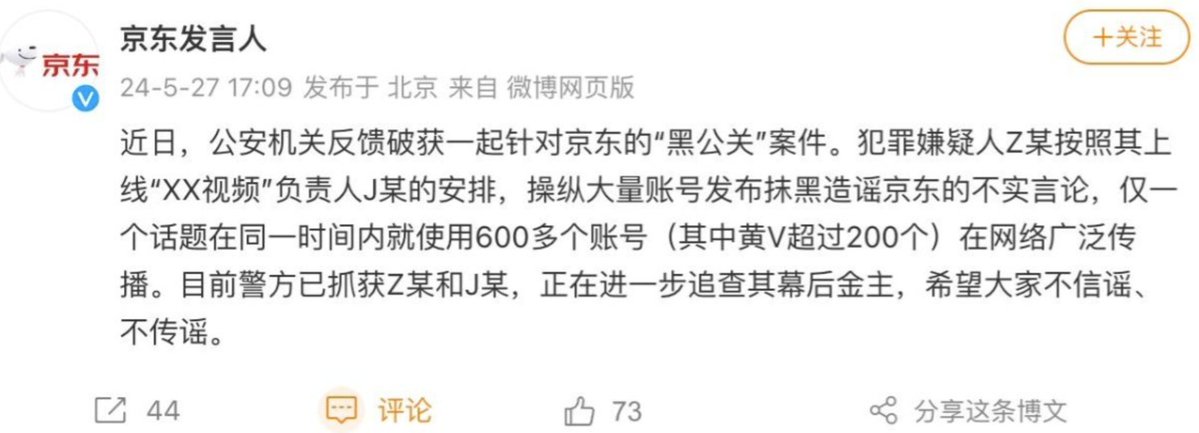 京东发言人
+关注
京东
24-5-27 17:09 发布于 北京 来自 微博网页版
近日，公安机关反馈破获一起针对京东的“黑公关”案件。犯罪嫌疑人Z某按照其上
线“XX视频”负责人J某的安排，操纵大量账号发布抹黑造谣京东的不实言论，仅一
个话题在同一时间内就使用600多个账号（其中黄V超过200个）在网络广泛传
播。目前警方已抓获Z某和J某，正在进一步追查其幕后金主，希望大家不信谣、
不传谣。
44 评论 73 分享这条博文